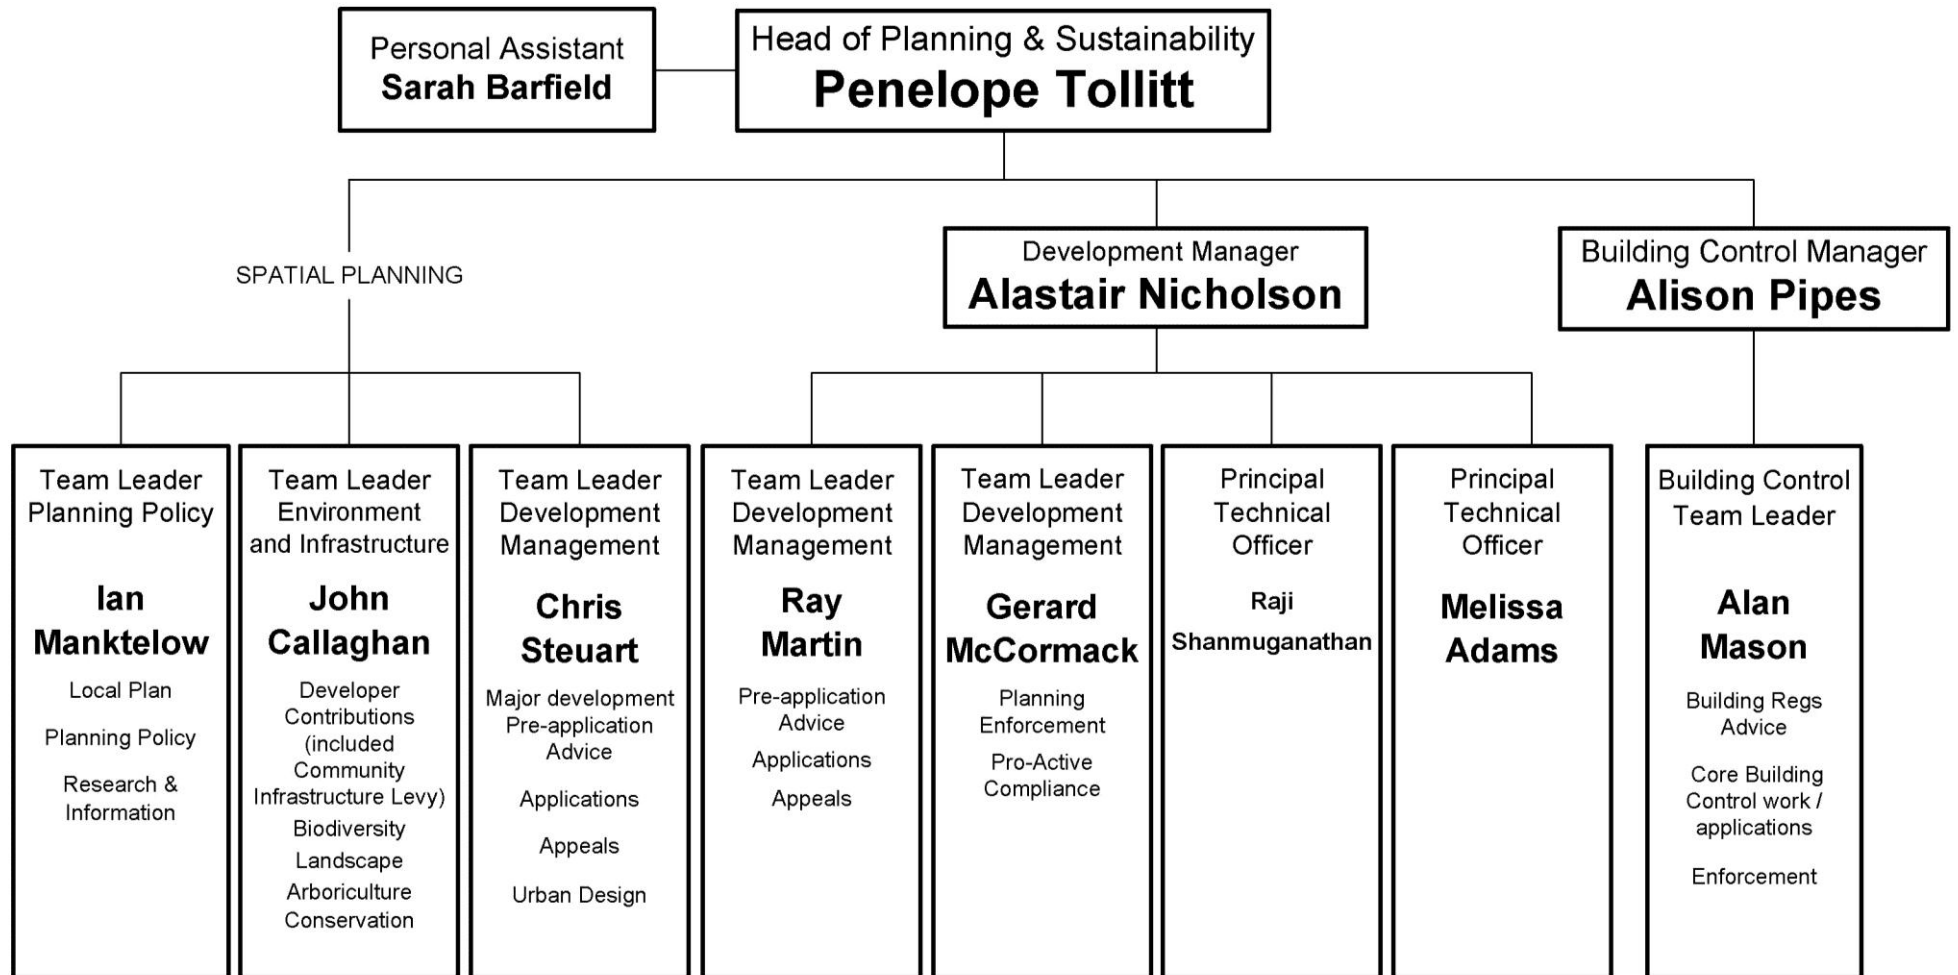 Personal Assistant
Sarah Barfield
Head of Planning & Sustainability
Penelope Tollitt
SPATIAL PLANNING
Development Manager
Alastair Nicholson
Building Control Manager
Alison Pipes
Team Leader
Planning Policy
Ian
Manktelow
Local Plan
Planning Policy
Research &
Information
Team Leader
Environment
and Infrastructure
John
Callaghan
Developer
Contributions
(included
Community
Infrastructure Levy)
Biodiversity
Landscape
Arboriculture
Conservation
Team Leader
Development
Management
Chris
Steuart
Major development
Pre-application
Advice
Applications
Appeals
Urban Design
Team Leader
Development
Management
Ray
Martin
Pre-application
Advice
Applications
Appeals
Team Leader
Development
Management
Gerard
McCormack
Planning
Enforcement
Pro-Active
Compliance
Principal
Technical
Officer
Raji
Shanmuganathan
Principal
Technical
Officer
Melissa
Adams
Building Control
Team Leader
Alan
Mason
Building Regs
Advice
Core Building
Control work /
applications
Enforcement